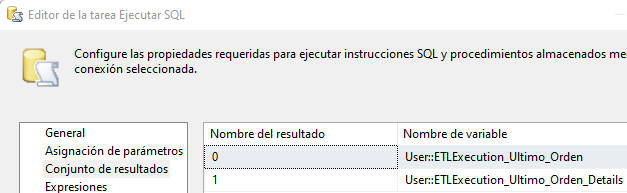 Editor de la tarea Ejecutar SQL
Configure las propiedades requeridas para ejecutar instrucciones SQL y procedimientos almacenados me
conexión seleccionada.
General
Asignación de parámetros
Conjunto de resultados
Expresiones
Nombre del resultado Nombre de variable
0 User::ETLExecution_Ultimo_Orden
1 User::ETLExecution_Ultimo_Orden_Details